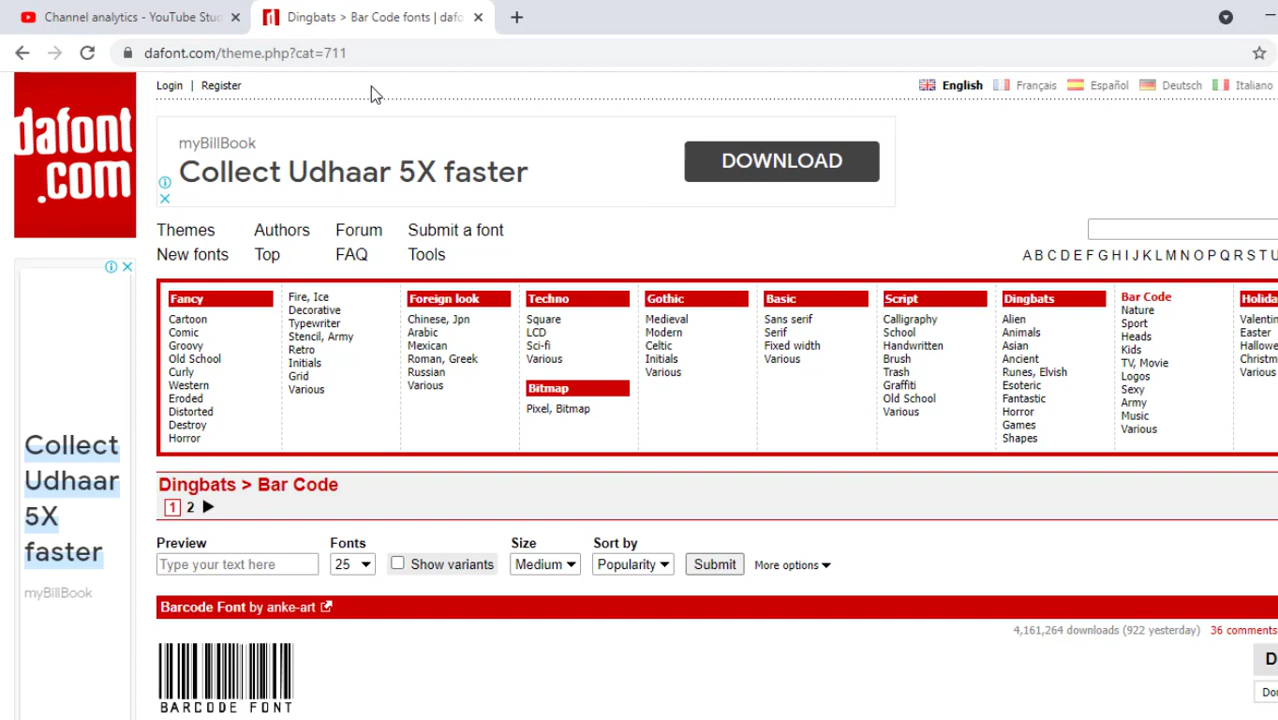 Channel analytics - YouTube Stu
Dingbats > Bar Code fonts | dafo
dafont.com/theme.php?cat=711
dafont
.com
Login | Register
English Français Español Deutsch Italiano
myBillBook
Collect Udhaar 5X faster
DOWNLOAD
Themes Authors Forum Submit a font
New fonts Top FAQ Tools
A B C D E F G H I J K L M N O P Q R S T U
Fancy
Cartoon
Comic
Groovy
Old School
Curly
Western
Eroded
Distorted
Destroy
Horror
Fire, Ice
Decorative
Typewriter
Stencil, Army
Retro
Initials
Grid
Various
Foreign look
Chinese, Jpn
Arabic
Mexican
Roman, Greek
Russian
Various
Techno
Square
LCD
Sci-fi
Various
Bitmap
Pixel, Bitmap
Gothic
Medieval
Modern
Celtic
Initials
Various
Basic
Sans serif
Serif
Fixed width
Various
Script
Calligraphy
School
Handwritten
Brush
Trash
Graffiti
Old School
Various
Dingbats
Alien
Animals
Asian
Ancient
Runes, Elvish
Esoteric
Fantastic
Horror
Games
Shapes
Bar Code
Nature
Sport
Heads
Kids
TV, Movie
Logos
Sexy
Army
Music
Various
Holida
Valentin
Easter
Hallowe
Christm
Various
Collect
Udhaar
5X
faster
myBillBook
Dingbats > Bar Code
1 2
Preview Fonts Size Sort by
Type your text here 25 Show variants Medium Popularity Submit More options
Barcode Font by anke-art
4,161,264 downloads (922 yesterday) 36 comments
BARCODE FONT
D
Do